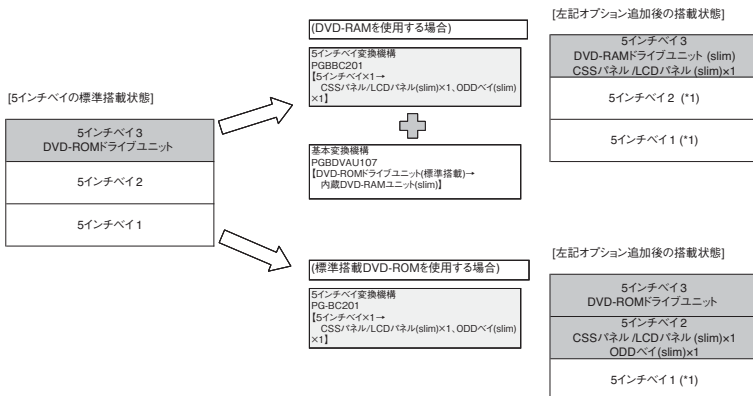 [5インチベイの標準搭載状態]
5インチベイ3
DVD-ROMドライブユニット
5インチベイ2
5インチベイ1
(DVD-RAMを使用する場合)
5インチベイ変換機構
PGBBC201
【5インチベイ×1→
CSSパネル/LCDパネル(slim)×1、ODDベイ(slim)
×1】
基本変換機構
PGBDVAU107
【DVD-ROMドライブユニット(標準搭載)→
内蔵DVD-RAMユニット(slim)】
[左記オプション追加後の搭載状態]
5インチベイ3
DVD-RAMドライブユニット (slim)
CSSパネル /LCDパネル(slim)×1
5インチベイ2 (*1)
5インチベイ1 (*1)
(標準搭載DVD-ROMを使用する場合)
5インチベイ変換機構
PG-BC201
【5インチベイ×1→
CSSパネル/LCDパネル(slim)×1、ODDベイ(slim)
×1】
[左記オプション追加後の搭載状態]
5インチベイ3
DVD-ROMドライブユニット
5インチベイ2
CSSパネル /LCDパネル (slim)×1
ODDベイ(slim)×1
5インチベイ1 (*1)